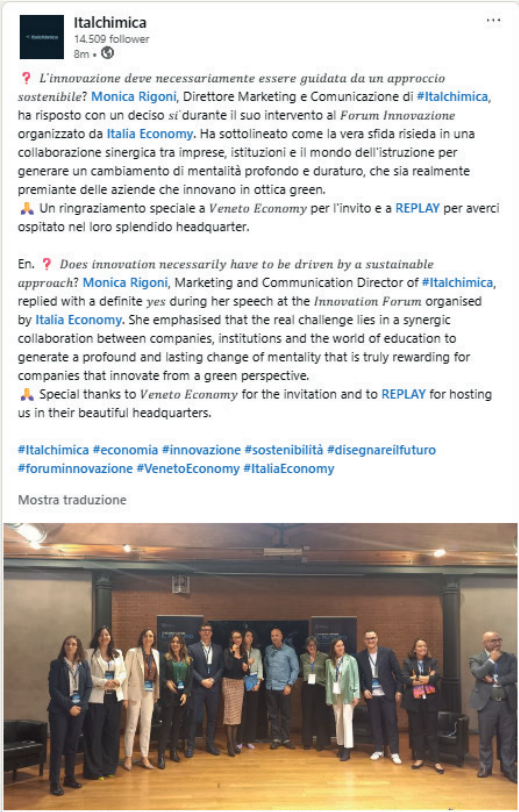 Italchimica
14.509 follower
8m •
❓ L'innovazione deve necessariamente essere guidata da un approccio
sostenibile? Monica Rigoni, Direttore Marketing e Comunicazione di #Italchimica,
ha risposto con un deciso si` durante il suo intervento al Forum Innovazione
organizzato da Italia Economy. Ha sottolineato come la vera sfida risieda in una
collaborazione sinergica tra imprese, istituzioni e il mondo dell'istruzione per
generare un cambiamento di mentalità profondo e duraturo, che sia realmente
premiante delle aziende che innovano in ottica green.
🙏 Un ringraziamento speciale a Veneto Economy per l'invito e a REPLAY per averci
ospitato nel loro splendido headquarter.
En. ❓ Does innovation necessarily have to be driven by a sustainable
approach? Monica Rigoni, Marketing and Communication Director of #Italchimica,
replied with a definite yes during her speech at the Innovation Forum organised
by Italia Economy. She emphasised that the real challenge lies in a synergic
collaboration between companies, institutions and the world of education to
generate a profound and lasting change of mentality that is truly rewarding for
companies that innovate from a green perspective.
🙏 Special thanks to Veneto Economy for the invitation and to REPLAY for hosting
us in their beautiful headquarters.
#Italchimica #economia #innovazione #sostenibilità #disegnareilfuturo
#foruminnovazione #VenetoEconomy #ItaliaEconomy
Mostra traduzione